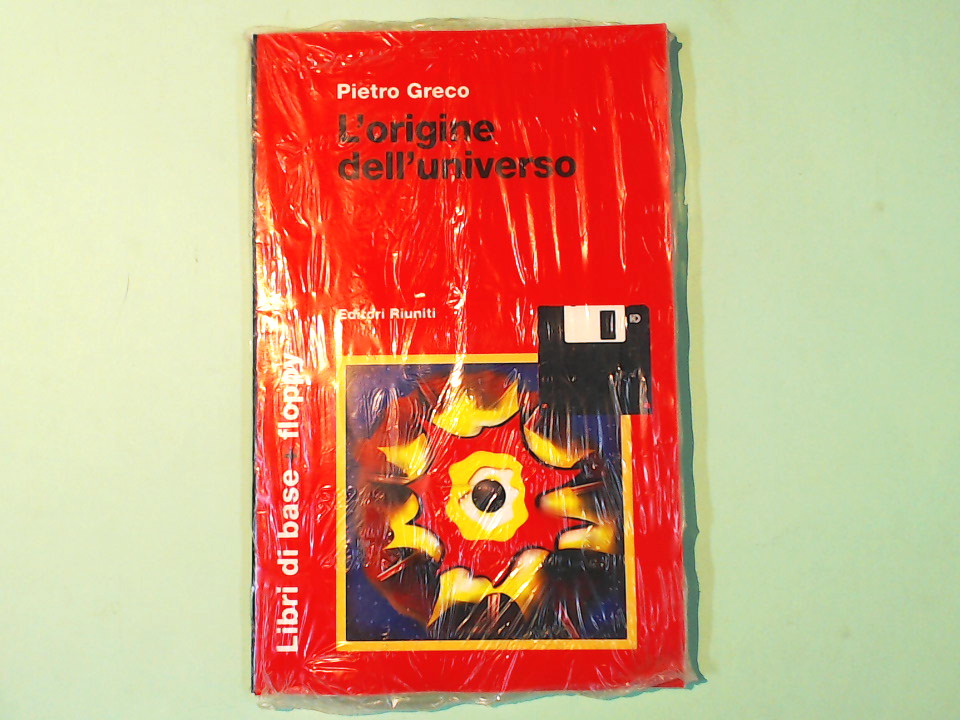 Pietro Greco
L'origine
dell'universo
Editori Riuniti
Libri di base + floppy